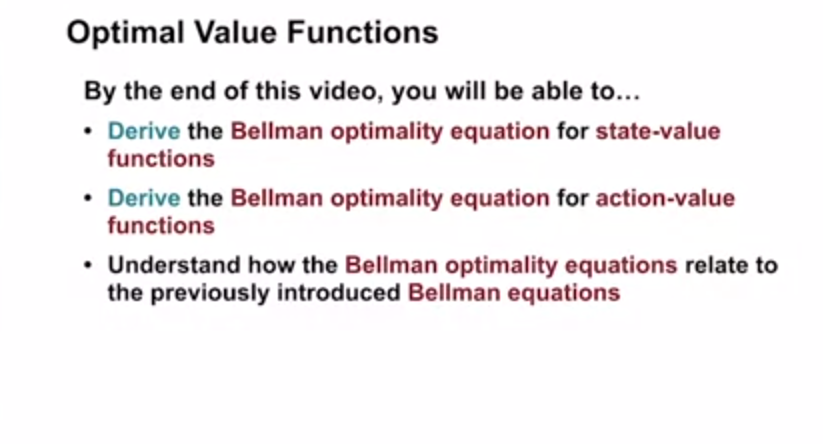 Optimal Value Functions
By the end of this video, you will be able to…
• Derive the Bellman optimality equation for state-value
functions
• Derive the Bellman optimality equation for action-value
functions
• Understand how the Bellman optimality equations relate to
the previously introduced Bellman equations